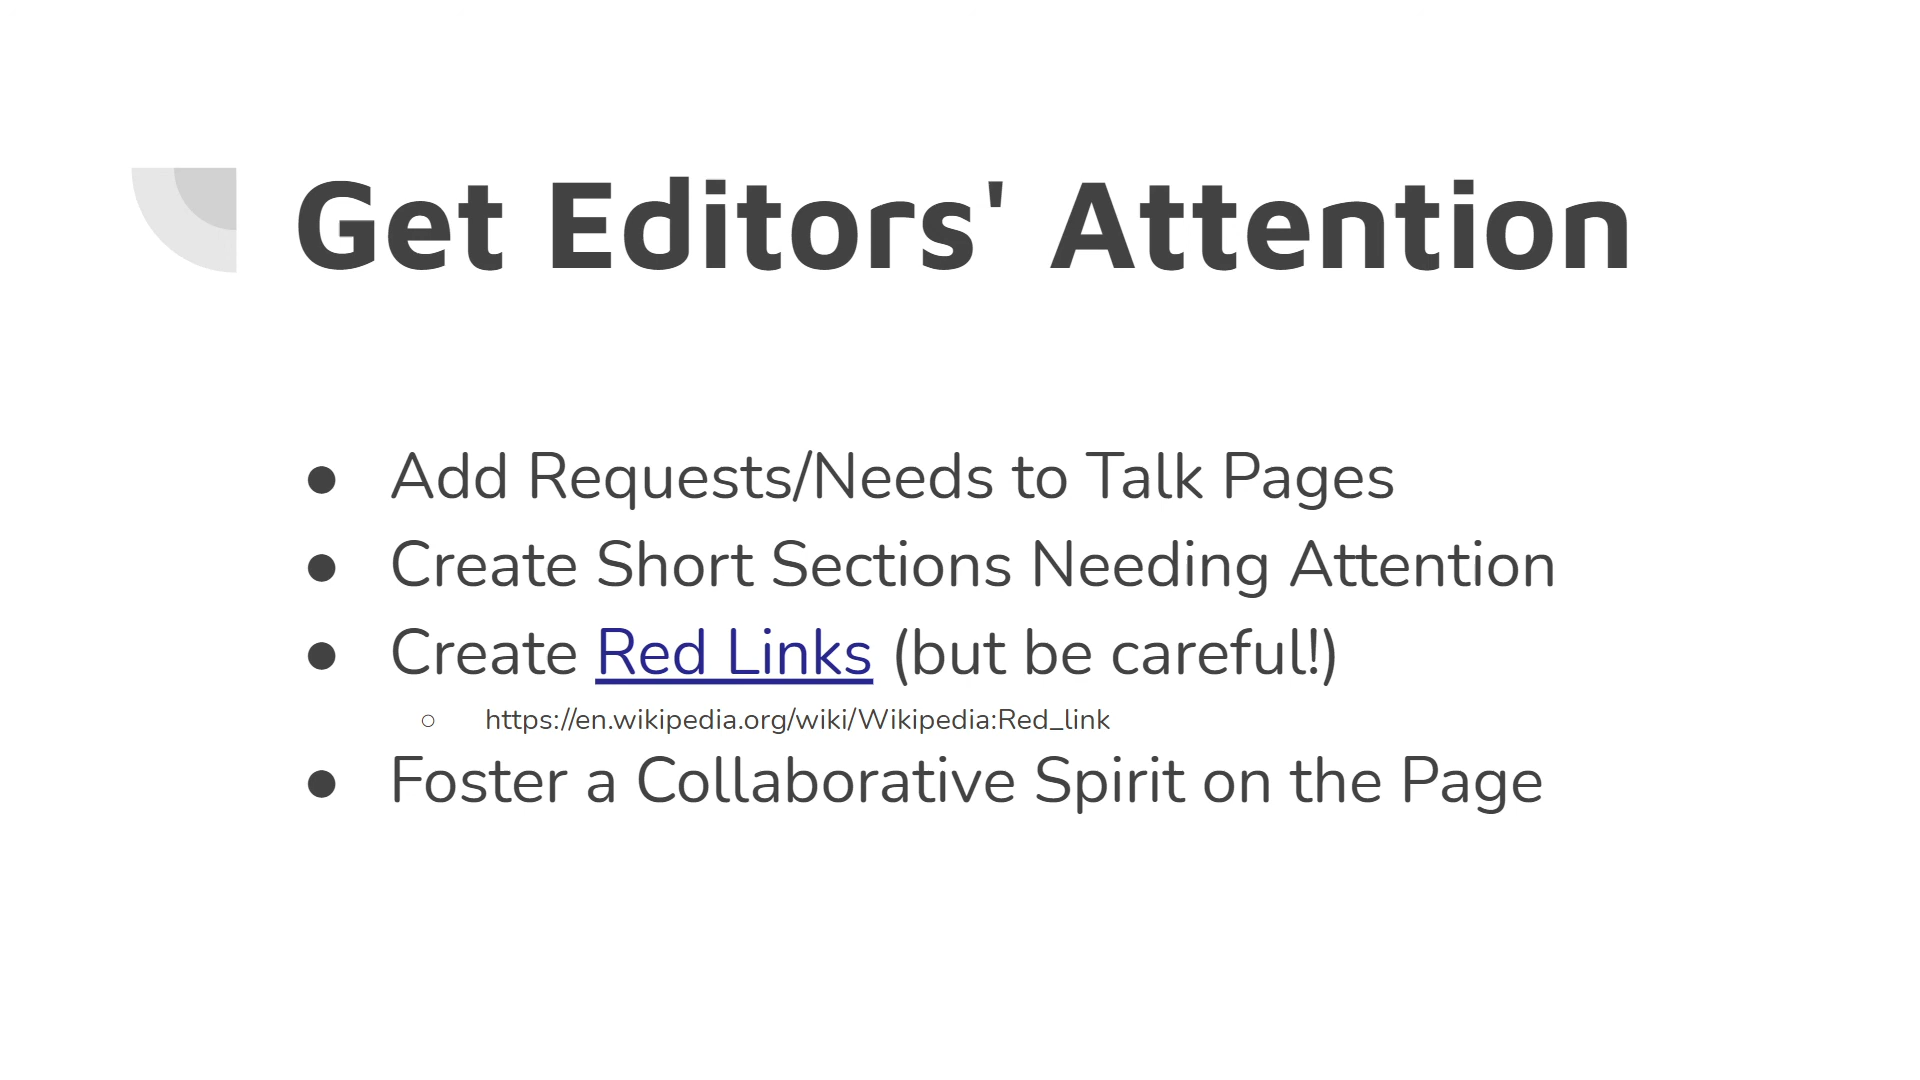 Get Editors' Attention
● Add Requests/Needs to Talk Pages
● Create Short Sections Needing Attention
● Create Red Links (but be careful!)
○ https://en.wikipedia.org/wiki/Wikipedia:Red_link
● Foster a Collaborative Spirit on the Page